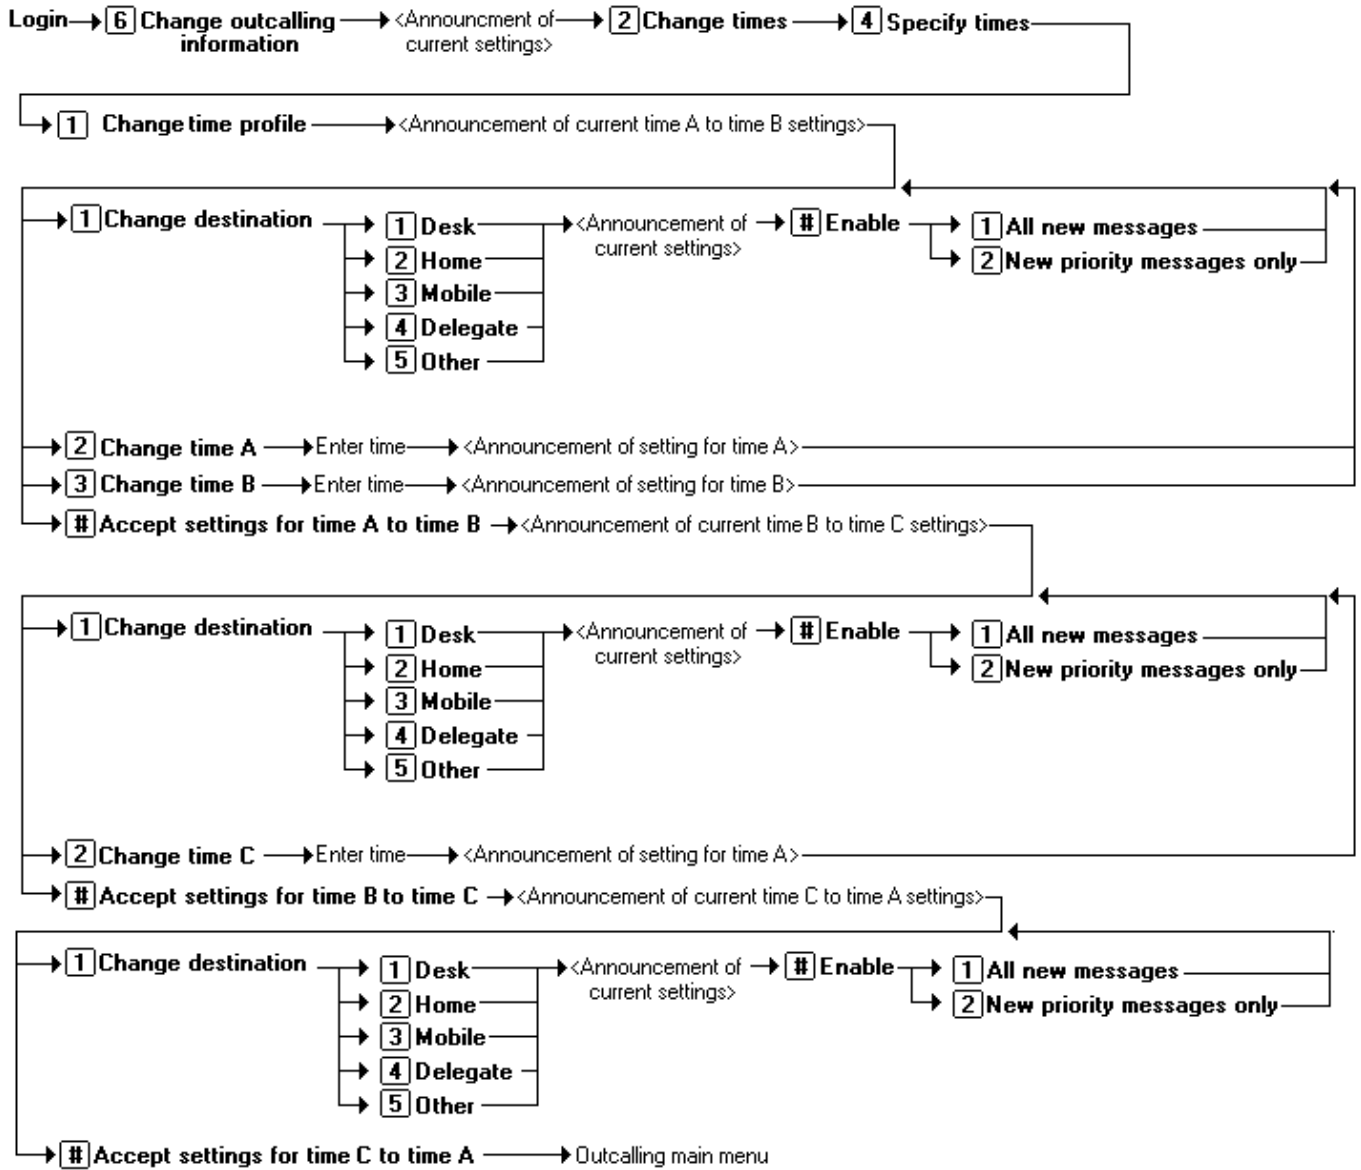 Login 6 Change outcalling <Announcment of 2 Change times 4 Specify times
information current settings>
1 Change time profile <Announcement of current time A to time B settings>
1 Change destination 1 Desk <Announcement of # Enable 1 All new messages
current settings>
2 Home 2 New priority messages only
3 Mobile
4 Delegate
5 Other
2 Change time A Enter time <Announcement of setting for time A>
3 Change time B Enter time <Announcement of setting for time B>
# Accept settings for time A to time B <Announcement of current time B to time C settings>
1 Change destination 1 Desk <Announcement of # Enable 1 All new messages
current settings>
2 Home 2 New priority messages only
3 Mobile
4 Delegate
5 Other
2 Change time C Enter time <Announcement of setting for time A>
# Accept settings for time B to time C <Announcement of current time C to time A settings>
1 Change destination 1 Desk <Announcement of # Enable 1 All new messages
current settings>
2 Home 2 New priority messages only
3 Mobile
4 Delegate
5 Other
# Accept settings for time C to time A Outcalling main menu